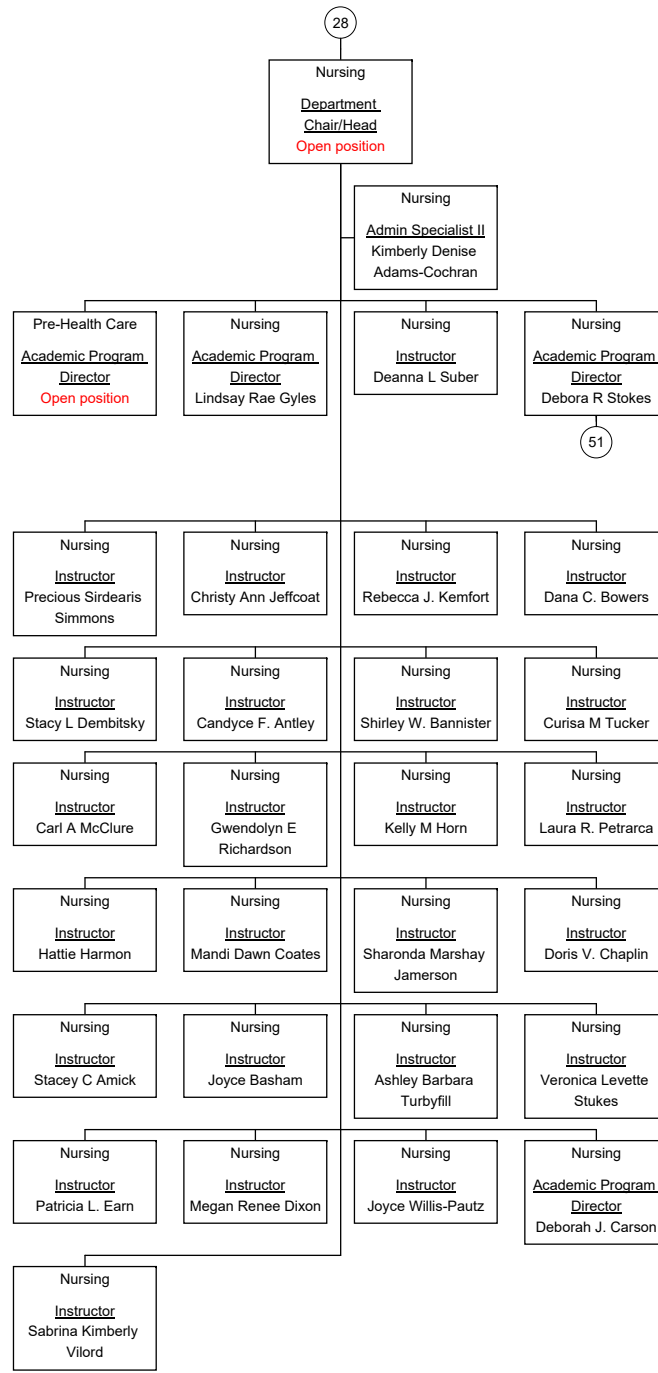 28
Nursing
Department
Chair/Head
Open position
Nursing
Admin Specialist II
Kimberly Denise
Adams-Cochran
Pre-Health Care
Academic Program
Director
Open position
Nursing
Academic Program
Director
Lindsay Rae Gyles
Nursing
Instructor
Deanna L Suber
Nursing
Academic Program
Director
Debora R Stokes
51
Nursing
Instructor
Precious Sirdearis
Simmons
Nursing
Instructor
Christy Ann Jeffcoat
Nursing
Instructor
Rebecca J. Kemfort
Nursing
Instructor
Dana C. Bowers
Nursing
Instructor
Stacy L Dembitsky
Nursing
Instructor
Candyce F. Antley
Nursing
Instructor
Shirley W. Bannister
Nursing
Instructor
Curisa M Tucker
Nursing
Instructor
Carl A McClure
Nursing
Instructor
Gwendolyn E
Richardson
Nursing
Instructor
Kelly M Horn
Nursing
Instructor
Laura R. Petrarca
Nursing
Instructor
Hattie Harmon
Nursing
Instructor
Mandi Dawn Coates
Nursing
Instructor
Sharonda Marshay
Jamerson
Nursing
Instructor
Doris V. Chaplin
Nursing
Instructor
Stacey C Amick
Nursing
Instructor
Joyce Basham
Nursing
Instructor
Ashley Barbara
Turbyfill
Nursing
Instructor
Veronica Levette
Stukes
Nursing
Instructor
Patricia L. Earn
Nursing
Instructor
Megan Renee Dixon
Nursing
Instructor
Joyce Willis-Pautz
Nursing
Academic Program
Director
Deborah J. Carson
Nursing
Instructor
Sabrina Kimberly
Vilord